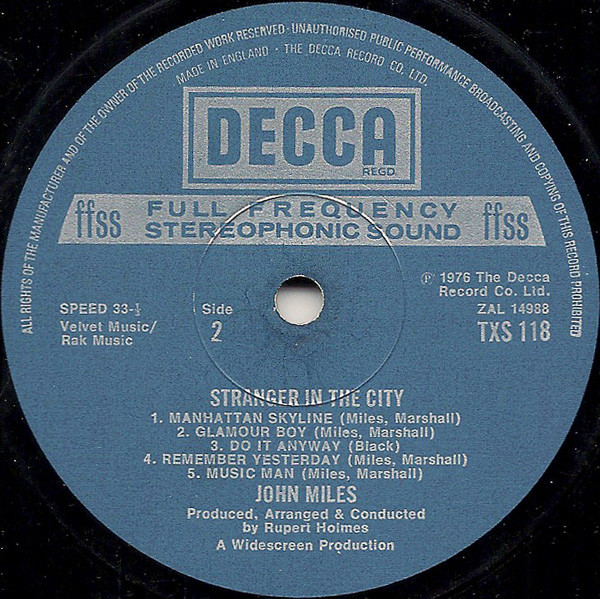 ALL RIGHTS OF THE MANUFACTURER AND OF THE OWNER OF THE RECORDED WORK RESERVED · UNAUTHORISED PUBLIC PERFORMANCE BROADCASTING AND COPYING OF THIS RECORD PROHIBITED
MADE IN ENGLAND · THE DECCA RECORD CO. LTD.
DECCA
REGD
ffss FULL FREQUENCY ffss
STEREOPHONIC SOUND
℗ 1976 The Decca
Record Co. Ltd.
SPEED 33-⅓ Side ZAL 14988
Velvet Music/ 2 TXS 118
Rak Music
STRANGER IN THE CITY
1. MANHATTAN SKYLINE (Miles, Marshall)
2. GLAMOUR BOY (Miles, Marshall)
3. DO IT ANYWAY (Black)
4. REMEMBER YESTERDAY (Miles, Marshall)
5. MUSIC MAN (Miles, Marshall)
JOHN MILES
Produced, Arranged & Conducted
by Rupert Holmes
A Widescreen Production